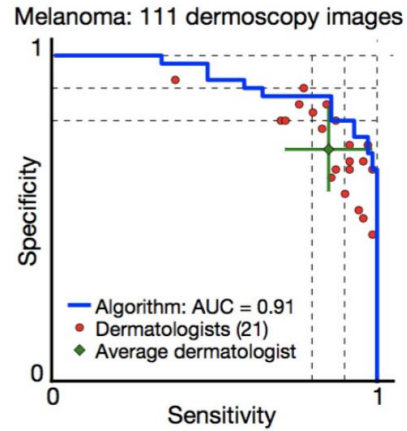 Melanoma: 111 dermoscopy images
1
Specificity
Algorithm: AUC = 0.91
Dermatologists (21)
Average dermatologist
0
0
1
Sensitivity